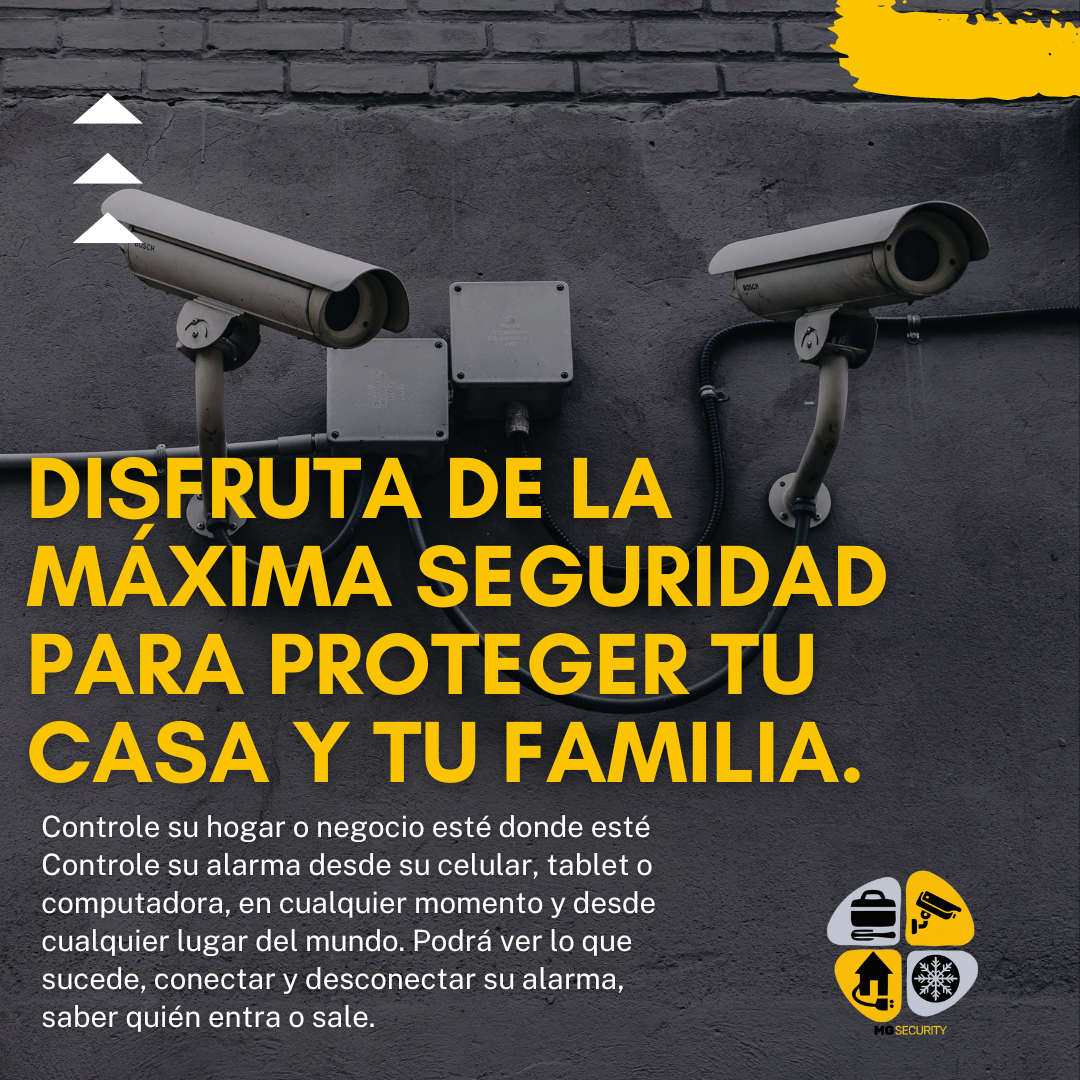 BOSCH
BOSCH
DISFRUTA DE LA
MÁXIMA SEGURIDAD
PARA PROTEGER TU
CASA Y TU FAMILIA.
Controle su hogar o negocio esté donde esté
Controle su alarma desde su celular, tablet o
computadora, en cualquier momento y desde
cualquier lugar del mundo. Podrá ver lo que
sucede, conectar y desconectar su alarma,
saber quién entra o sale.
MG SECURITY